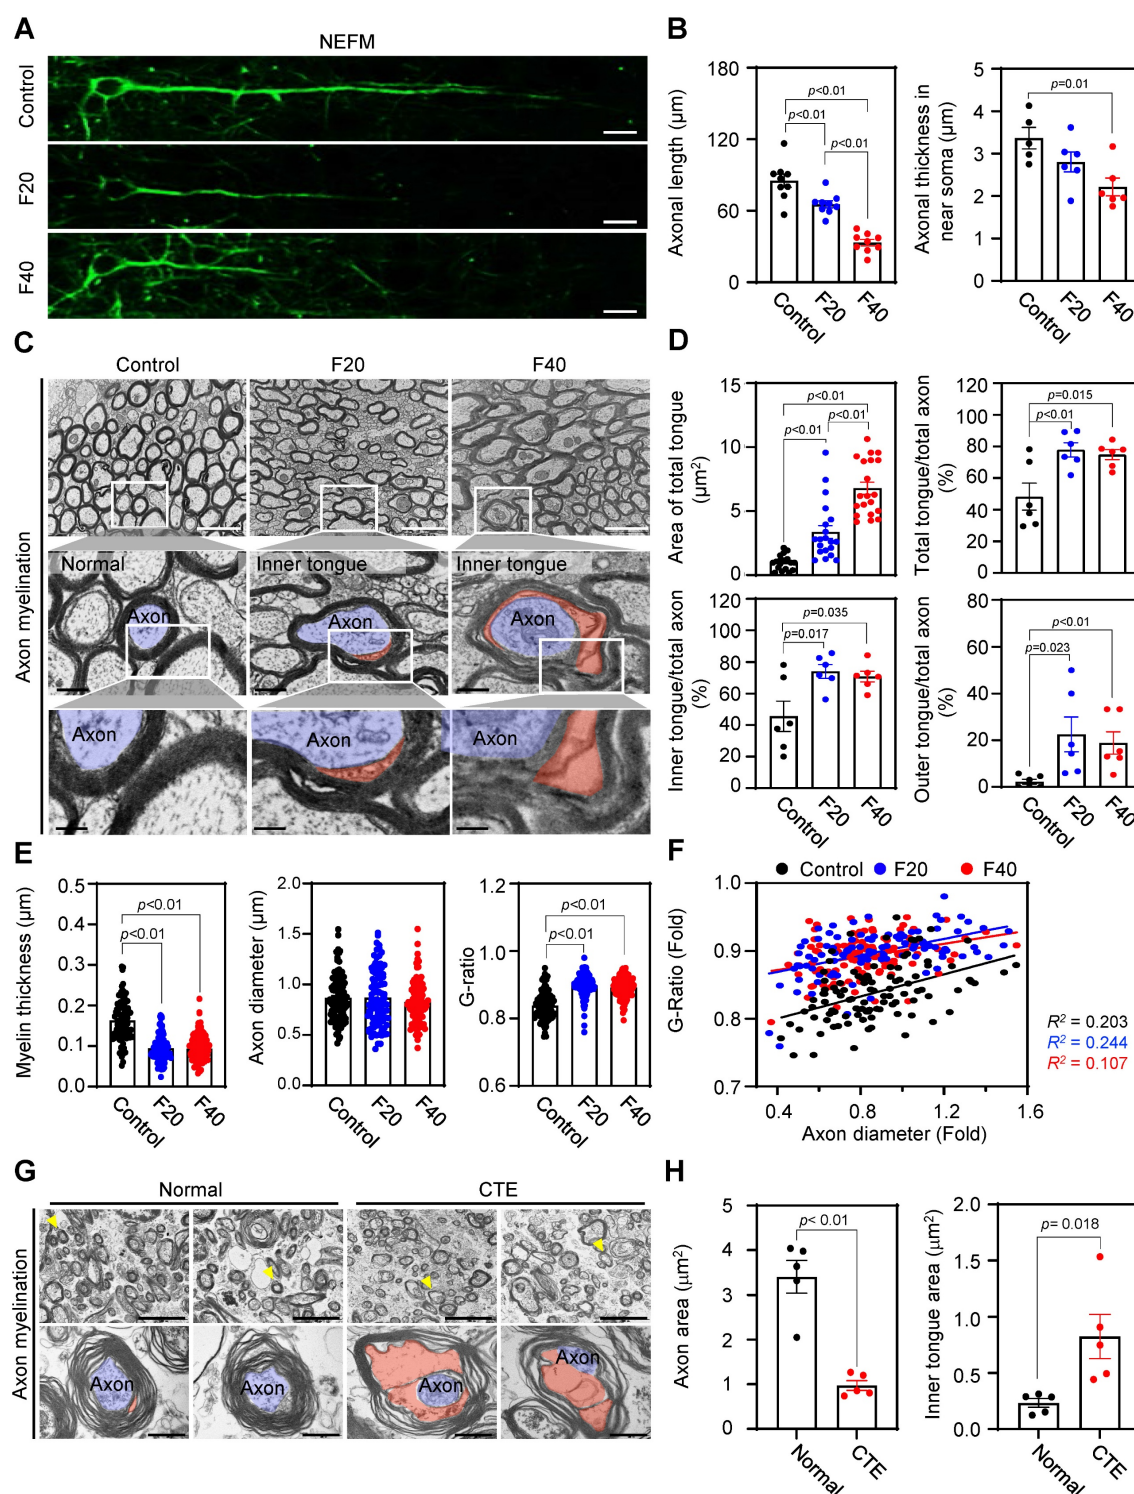 A
NEFM
Control
F20
F40
B
Axonal length (μm)
180
120
60
0
p<0.01
p<0.01
p<0.01
Control
F20
F40
Axonal thickness in
near soma (μm)
5
4
3
2
1
0
p=0.01
Control
F20
F40
C
Control
F20
F40
Axon myelination
Normal
Inner tongue
Inner tongue
Axon
Axon
Axon
Axon
Axon
Axon
D
Area of total tongue
(μm²)
15
10
5
0
p<0.01
p<0.01
p<0.01
Total tongue/total axon
(%)
120
100
80
60
40
20
0
p=0.015
p<0.01
Inner tongue/total axon
(%)
120
100
80
60
40
20
0
p=0.035
p=0.017
Control
F20
F40
Outer tongue/total axon
(%)
80
60
40
20
0
p<0.01
p=0.023
Control
F20
F40
E
Myelin thickness (μm)
0.5
0.4
0.3
0.2
0.1
0.0
p<0.01
p<0.01
Control
F20
F40
Axon diameter (μm)
2.0
1.5
1.0
0.5
0.0
Control
F20
F40
G-ratio
1.2
1.0
0.8
0.6
p<0.01
p<0.01
Control
F20
F40
F
Control F20 F40
G-Ratio (Fold)
1.0
0.9
0.8
0.7
R² = 0.203
R² = 0.244
R² = 0.107
0.4 0.8 1.2 1.6
Axon diameter (Fold)
G
Normal
CTE
Axon myelination
Axon
Axon
Axon
Axon
H
Axon area (μm²)
5
4
3
2
1
0
p< 0.01
Normal
CTE
Inner tongue area (μm²)
2.0
1.5
1.0
0.5
0.0
p= 0.018
Normal
CTE